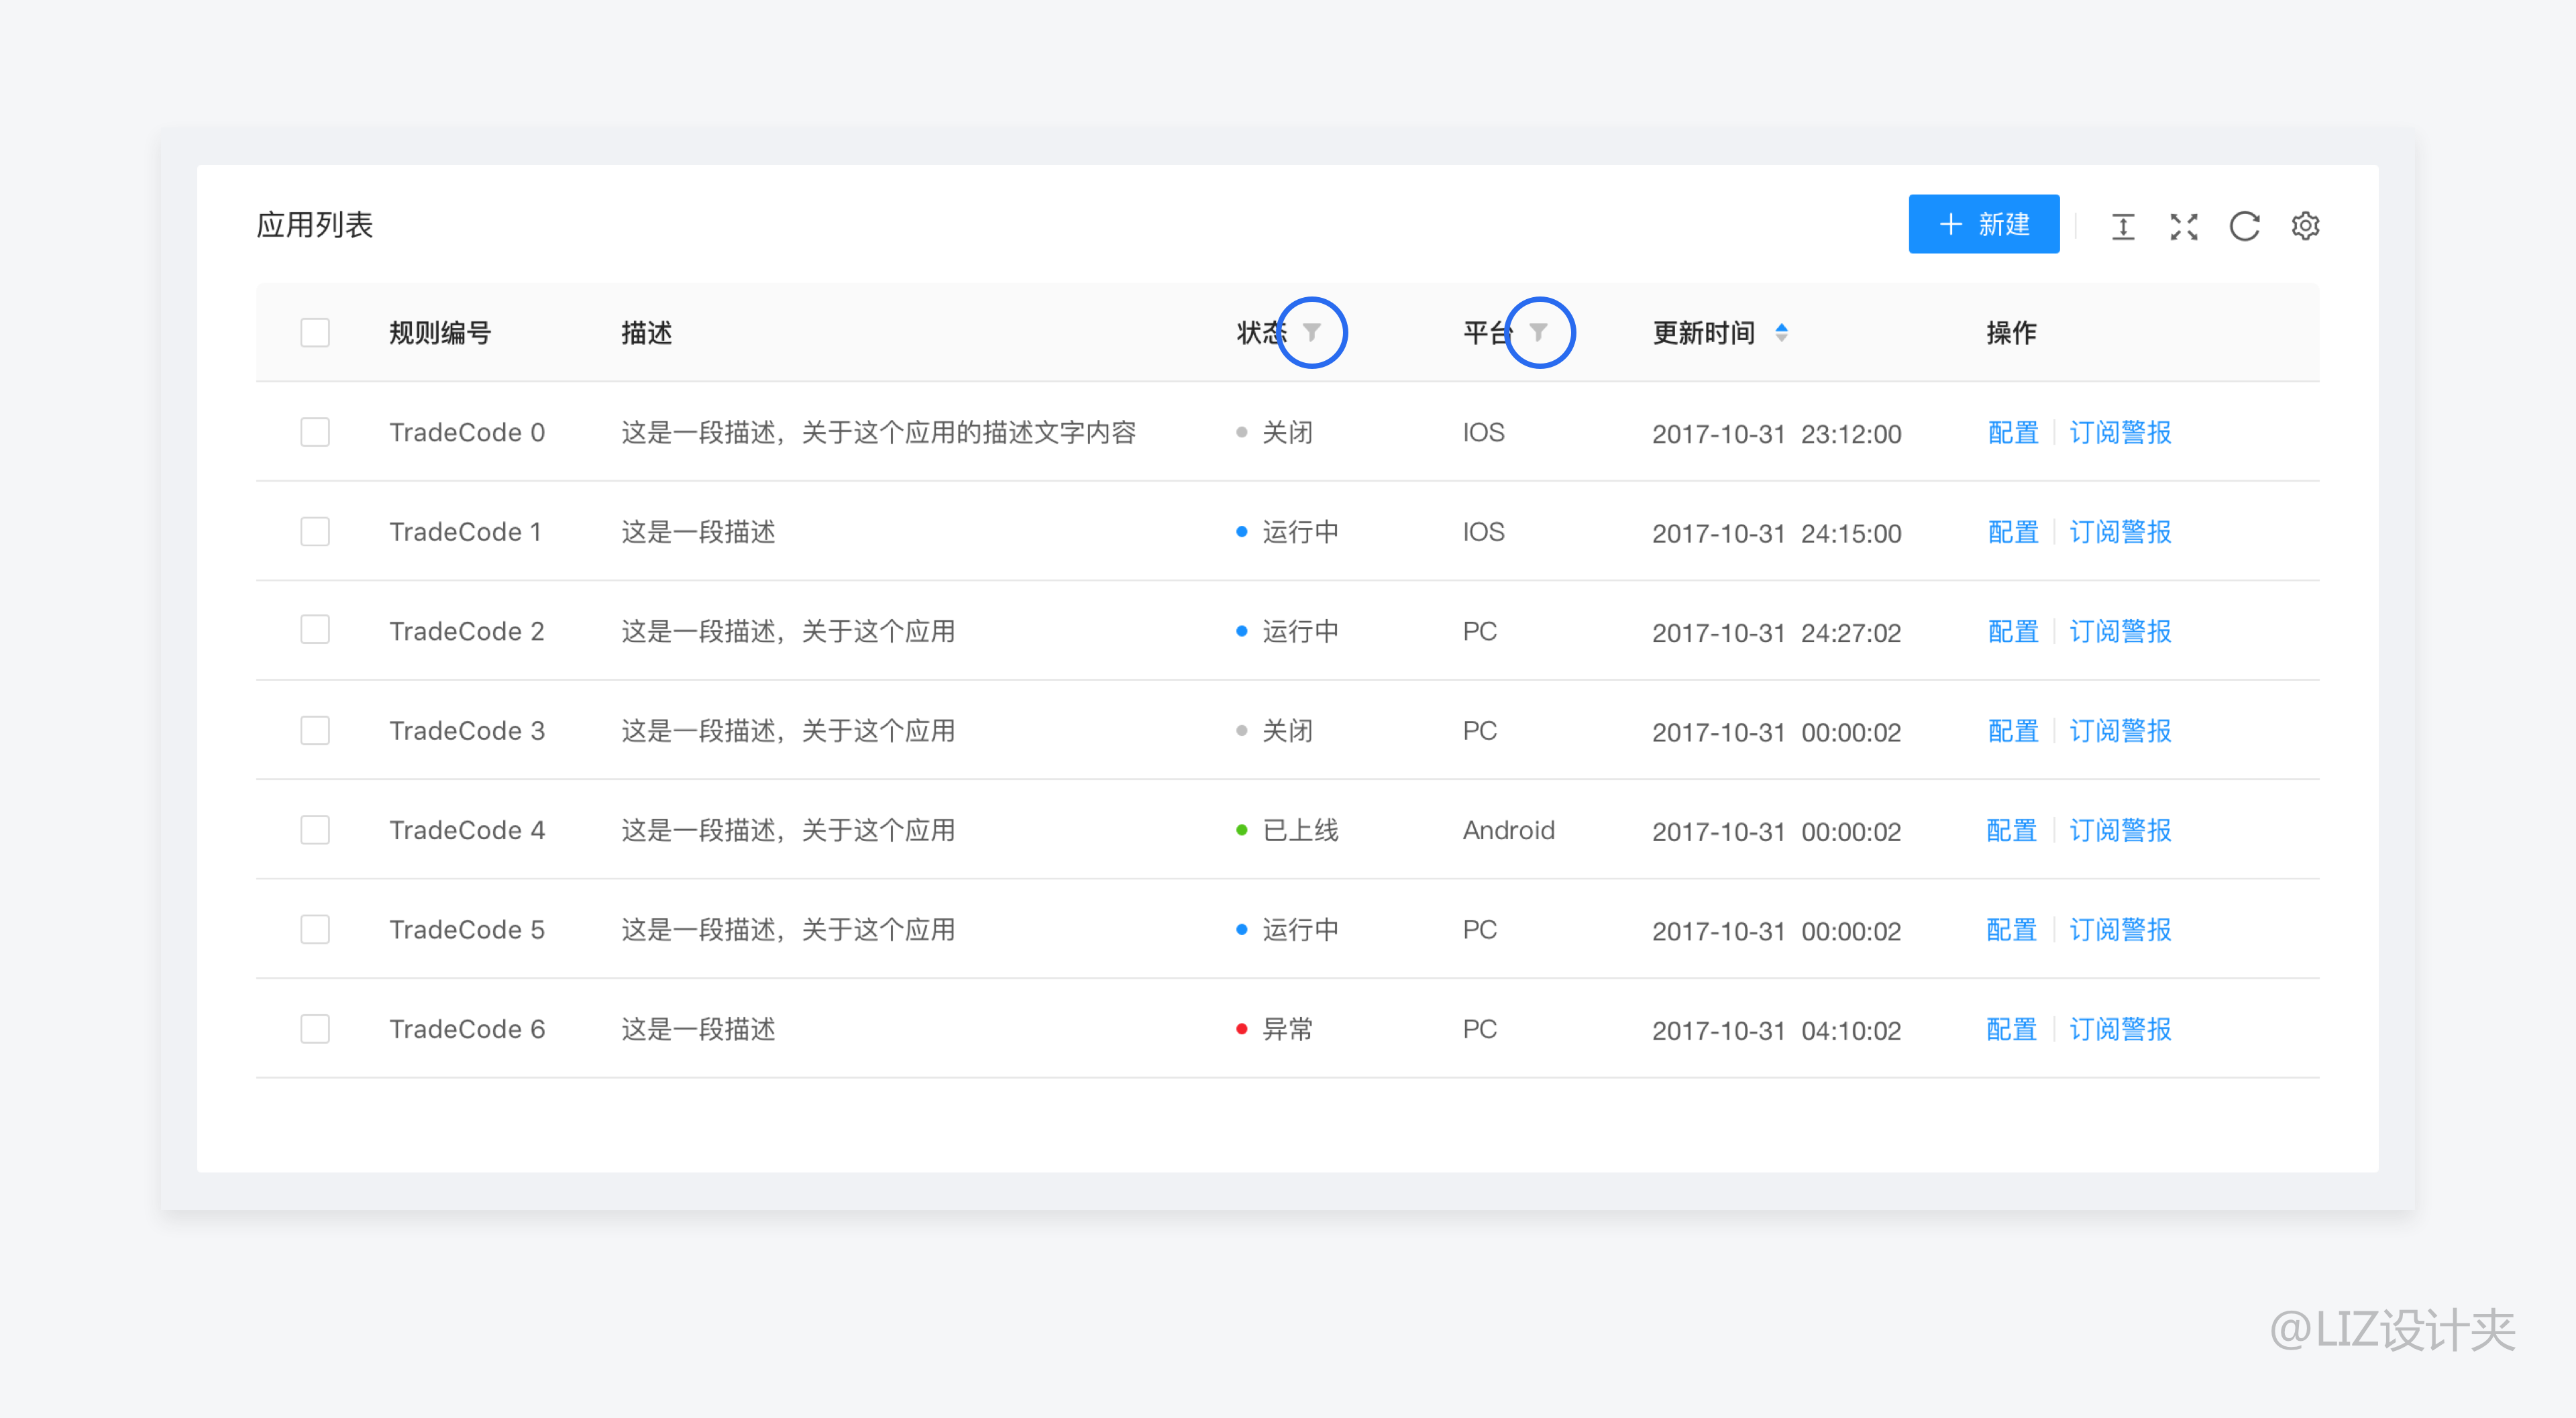 应用列表
新建
规则编号 描述 状态 平台 更新时间 操作
TradeCode 0 这是一段描述，关于这个应用的描述文字内容 关闭 IOS 2017-10-31 23:12:00 配置 订阅警报
TradeCode 1 这是一段描述 运行中 IOS 2017-10-31 24:15:00 配置 订阅警报
TradeCode 2 这是一段描述，关于这个应用 运行中 PC 2017-10-31 24:27:02 配置 订阅警报
TradeCode 3 这是一段描述，关于这个应用 关闭 PC 2017-10-31 00:00:02 配置 订阅警报
TradeCode 4 这是一段描述，关于这个应用 已上线 Android 2017-10-31 00:00:02 配置 订阅警报
TradeCode 5 这是一段描述，关于这个应用 运行中 PC 2017-10-31 00:00:02 配置 订阅警报
TradeCode 6 这是一段描述 异常 PC 2017-10-31 04:10:02 配置 订阅警报
@LIZ设计夹